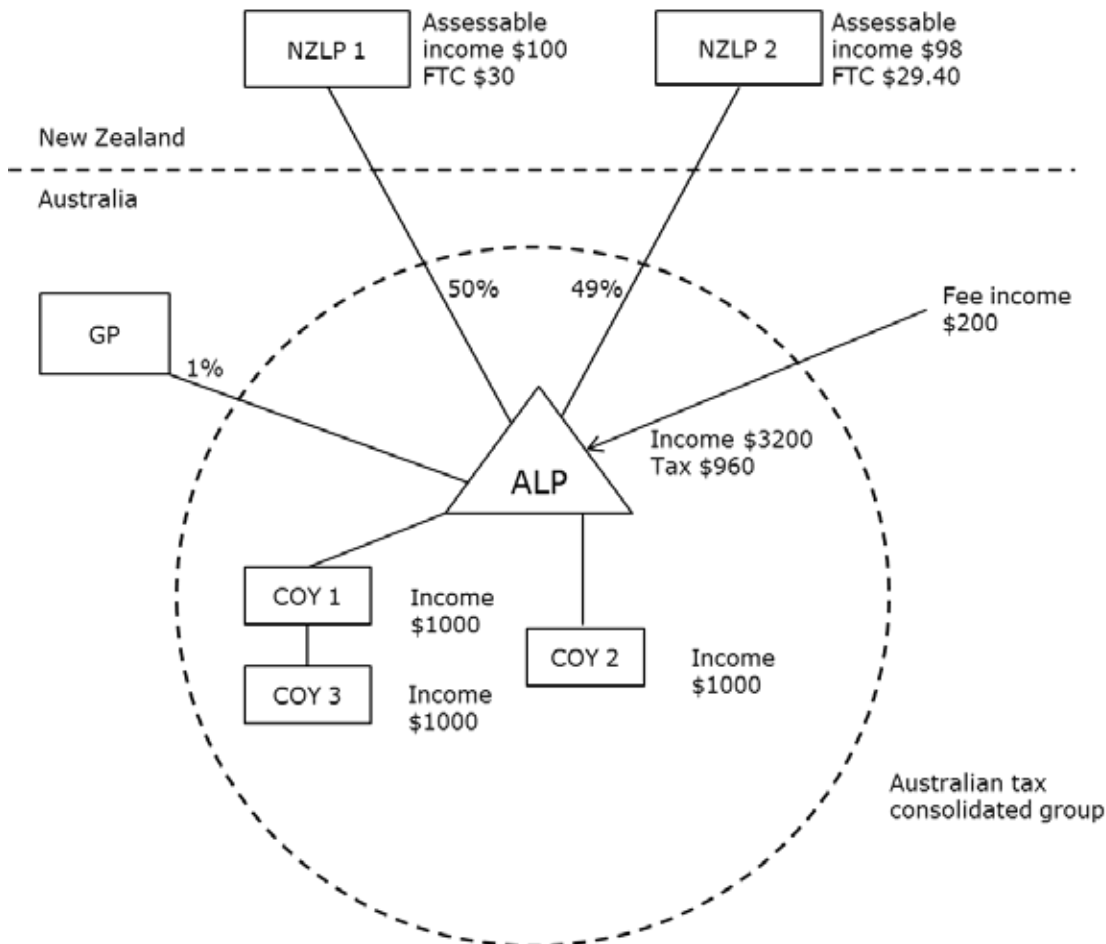 NZLP 1
Assessable
income $100
FTC $30
NZLP 2
Assessable
income $98
FTC $29.40
New Zealand
Australia
50%
49%
Fee income
$200
GP
1%
Income $3200
Tax $960
ALP
COY 1
Income
$1000
COY 2
Income
$1000
COY 3
Income
$1000
Australian tax
consolidated group